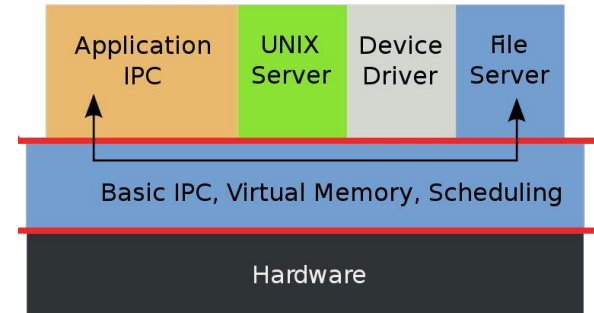 Application
IPC
UNIX
Server
Device
Driver
File
Server
Basic IPC, Virtual Memory, Scheduling
Hardware